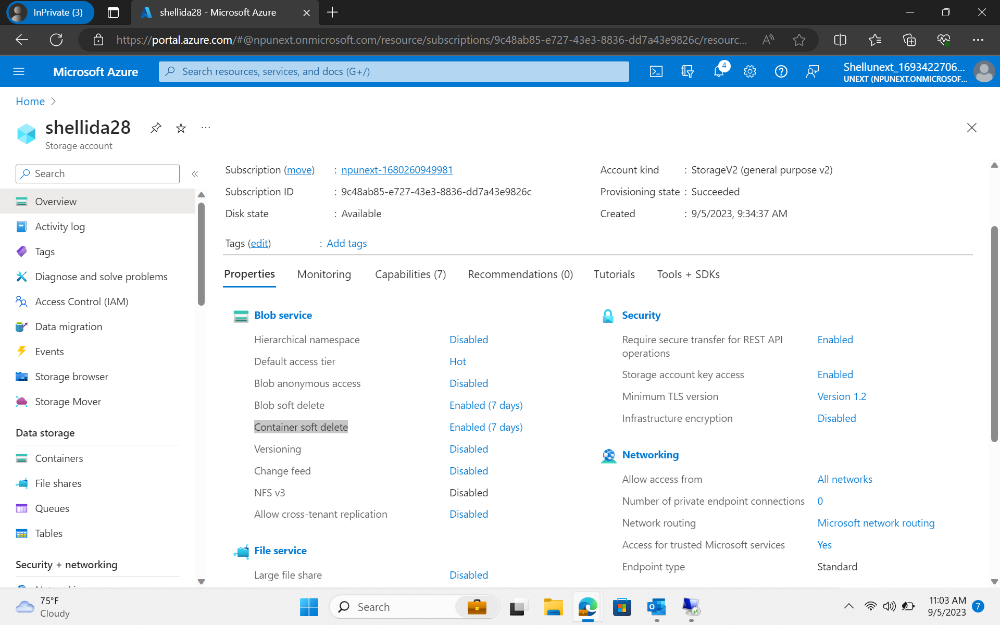 InPrivate (3)
shellida28 - Microsoft Azure
https://portal.azure.com/#@npunext.onmicrosoft.com/resource/subscriptions/9c48ab85-e727-43e3-8836-dd7a43e9826c/resourc...
Microsoft Azure
Search resources, services, and docs (G+/)
4
Shellunext_1693422706...
UNEXT (NPUNEXT.ONMICROSOF...
Home
shellida28
Storage account
Search
Overview
Activity log
Tags
Diagnose and solve problems
Access Control (IAM)
Data migration
Events
Storage browser
Storage Mover
Data storage
Containers
File shares
Queues
Tables
Security + networking
Subscription (move) : npunext-1680260949981
Subscription ID : 9c48ab85-e727-43e3-8836-dd7a43e9826c
Disk state : Available
Account kind : StorageV2 (general purpose v2)
Provisioning state : Succeeded
Created : 9/5/2023, 9:34:37 AM
Tags (edit) : Add tags
Properties Monitoring Capabilities (7) Recommendations (0) Tutorials Tools + SDKs
Blob service
Hierarchical namespace Disabled
Default access tier Hot
Blob anonymous access Disabled
Blob soft delete Enabled (7 days)
Container soft delete Enabled (7 days)
Versioning Disabled
Change feed Disabled
NFS v3 Disabled
Allow cross-tenant replication Disabled
File service
Large file share Disabled
Security
Require secure transfer for REST API Enabled
operations
Storage account key access Enabled
Minimum TLS version Version 1.2
Infrastructure encryption Disabled
Networking
Allow access from All networks
Number of private endpoint connections 0
Network routing Microsoft network routing
Access for trusted Microsoft services Yes
Endpoint type Standard
75°F
Cloudy
Search
11:03 AM
9/5/2023
7